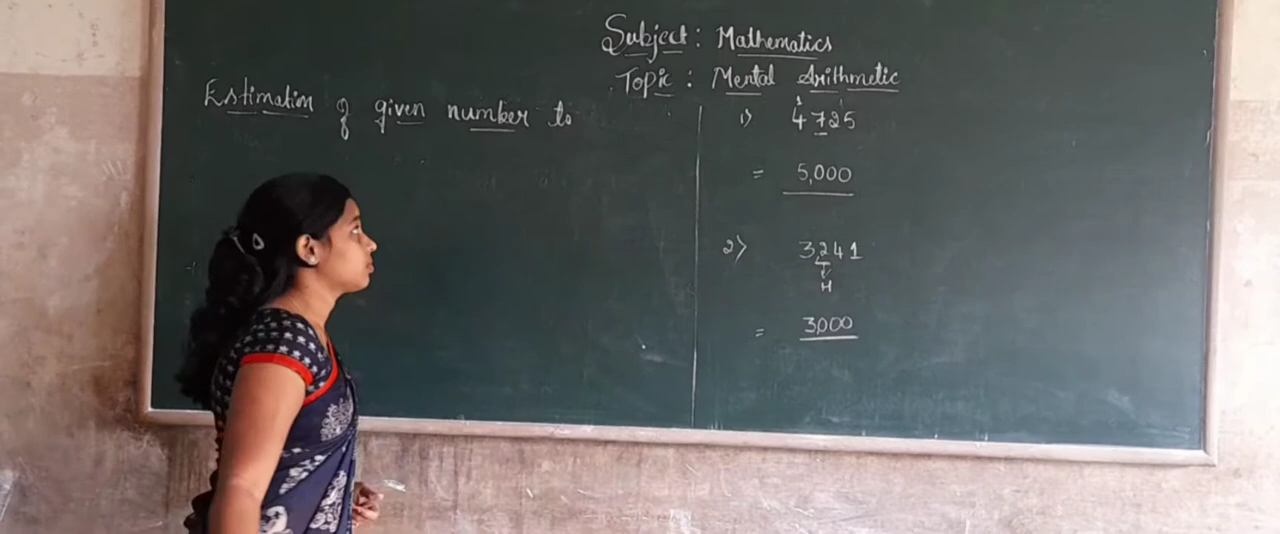 Subject: Mathematics
Topic: Mental Arithmetic
Estimation of given number to
1) 4725
= 5,000
2) 3241
H
= 3,000